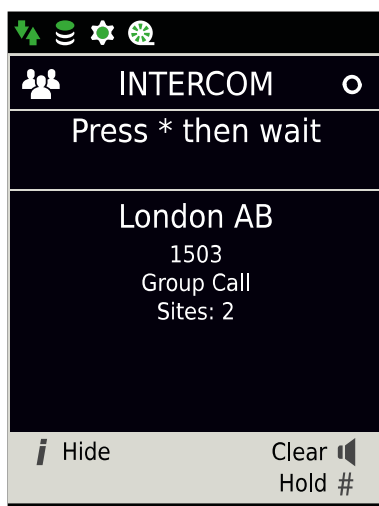 INTERCOM
Press * then wait
London AB
1503
Group Call
Sites: 2
i Hide
Clear
Hold #